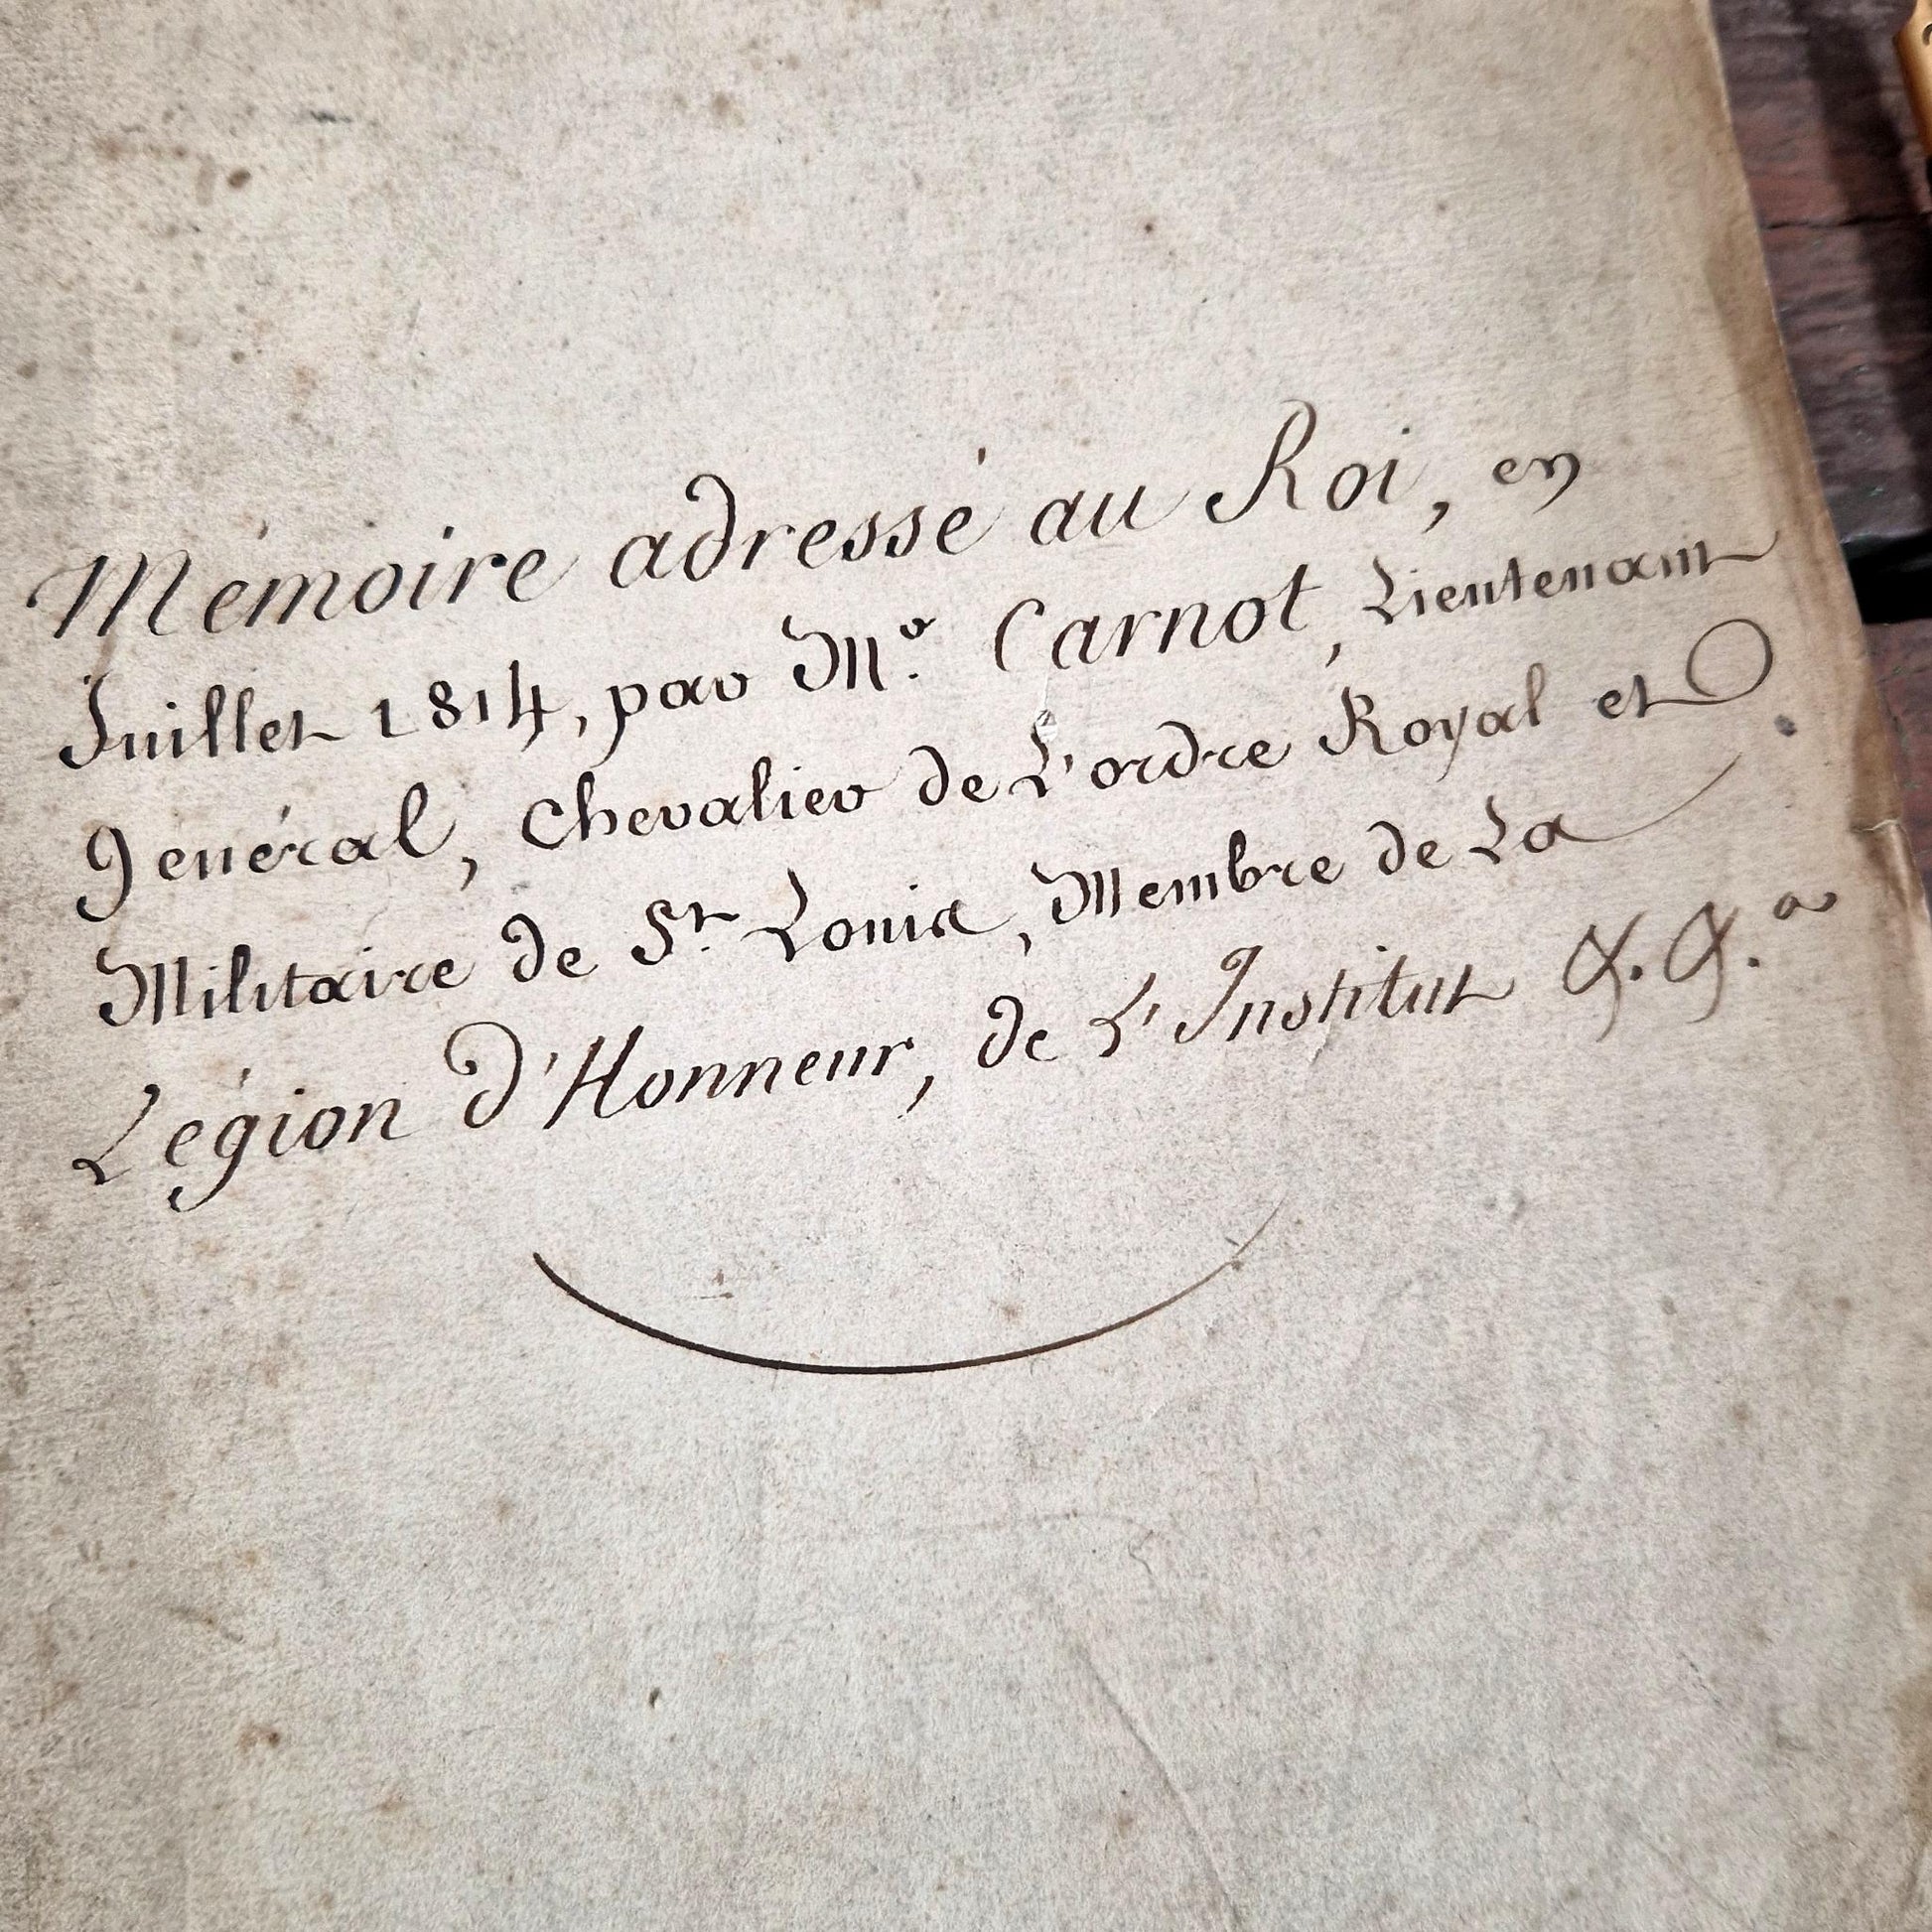 Mémoire adressé au Roi, en
Juillet 1814, par Mr. Carnot, Lieutenant
général, Chevalier de L'ordre Royal et
Militaire de St. Louis, Membre de La
Légion d'Honneur, de L'Institut &. &.a